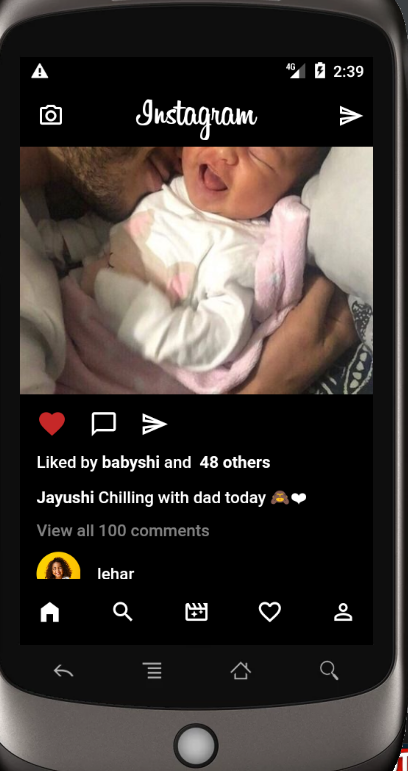 4G 2:39
Instagram
Liked by babyshi and 48 others
Jayushi Chilling with dad today 🙈❤
View all 100 comments
lehar